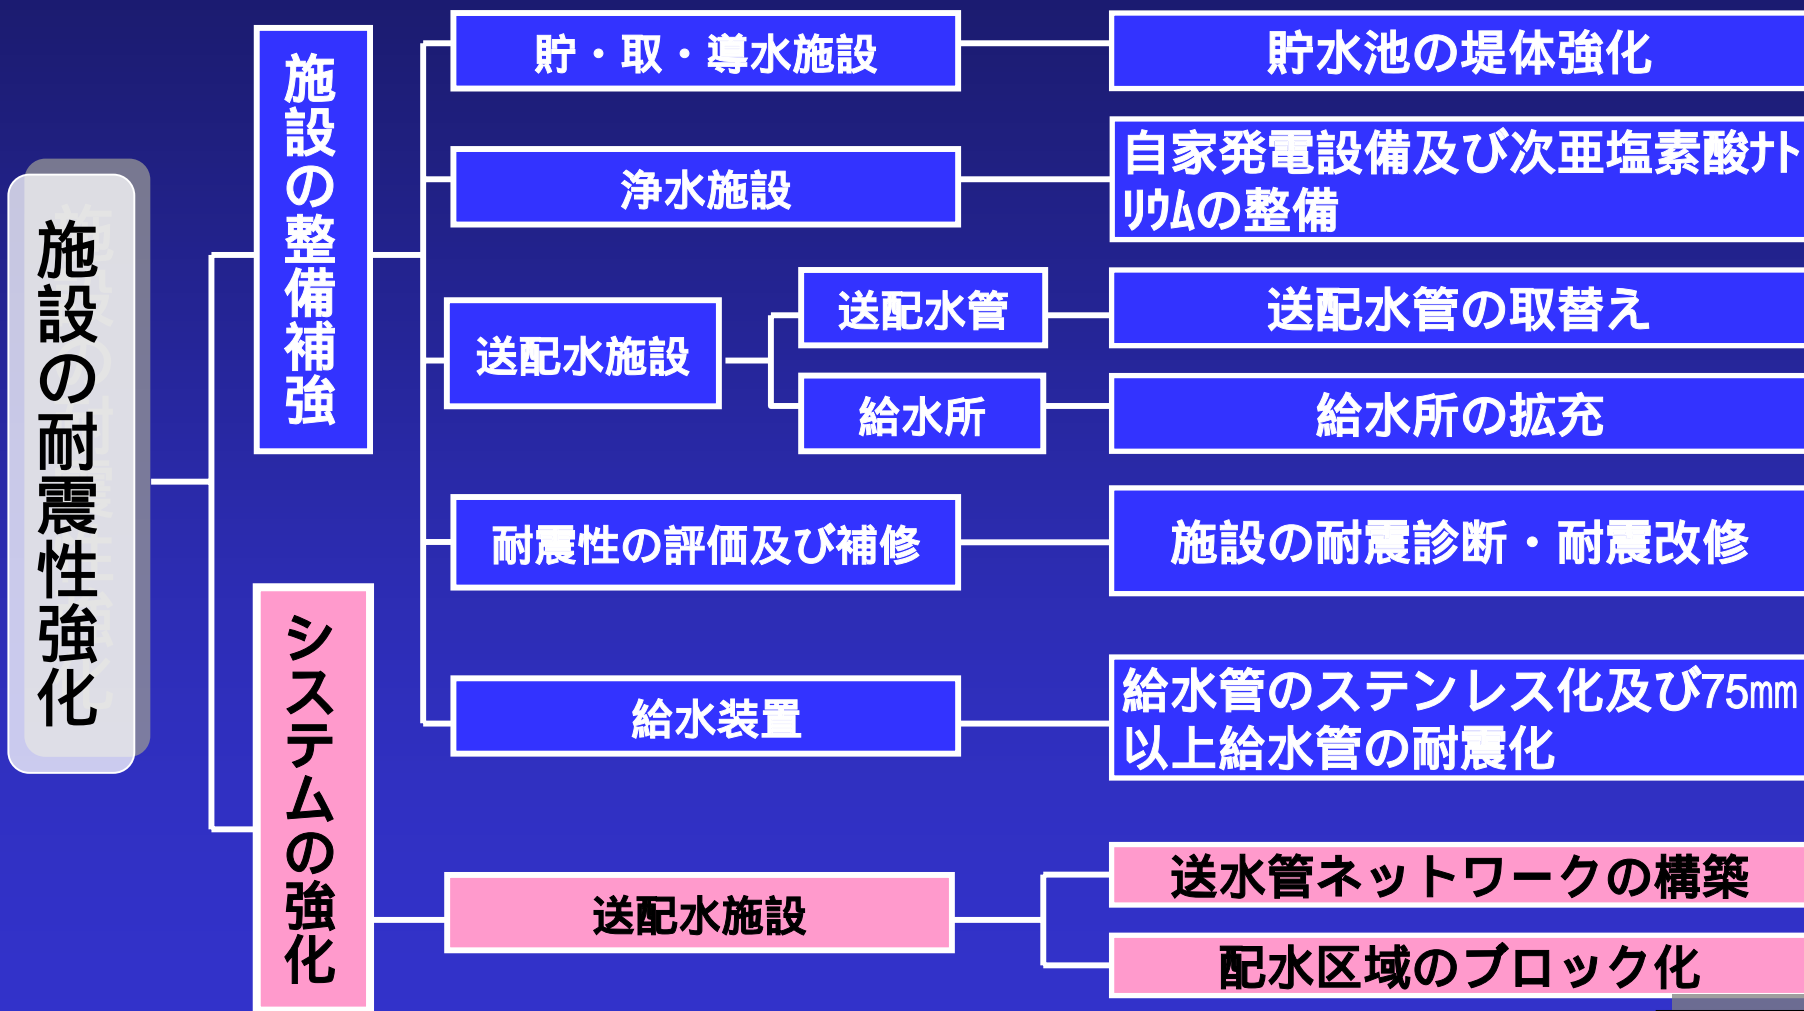 施設の耐震性強化
施設の整備補強
貯・取・導水施設
貯水池の堤体強化
浄水施設
自家発電設備及び次亜塩素酸ﾅﾄ
ﾘｳﾑの整備
送配水施設
送配水管
送配水管の取替え
給水所
給水所の拡充
耐震性の評価及び補修
施設の耐震診断・耐震改修
給水装置
給水管のステンレス化及び75㎜
以上給水管の耐震化
システムの強化
送配水施設
送水管ネットワークの構築
配水区域のブロック化